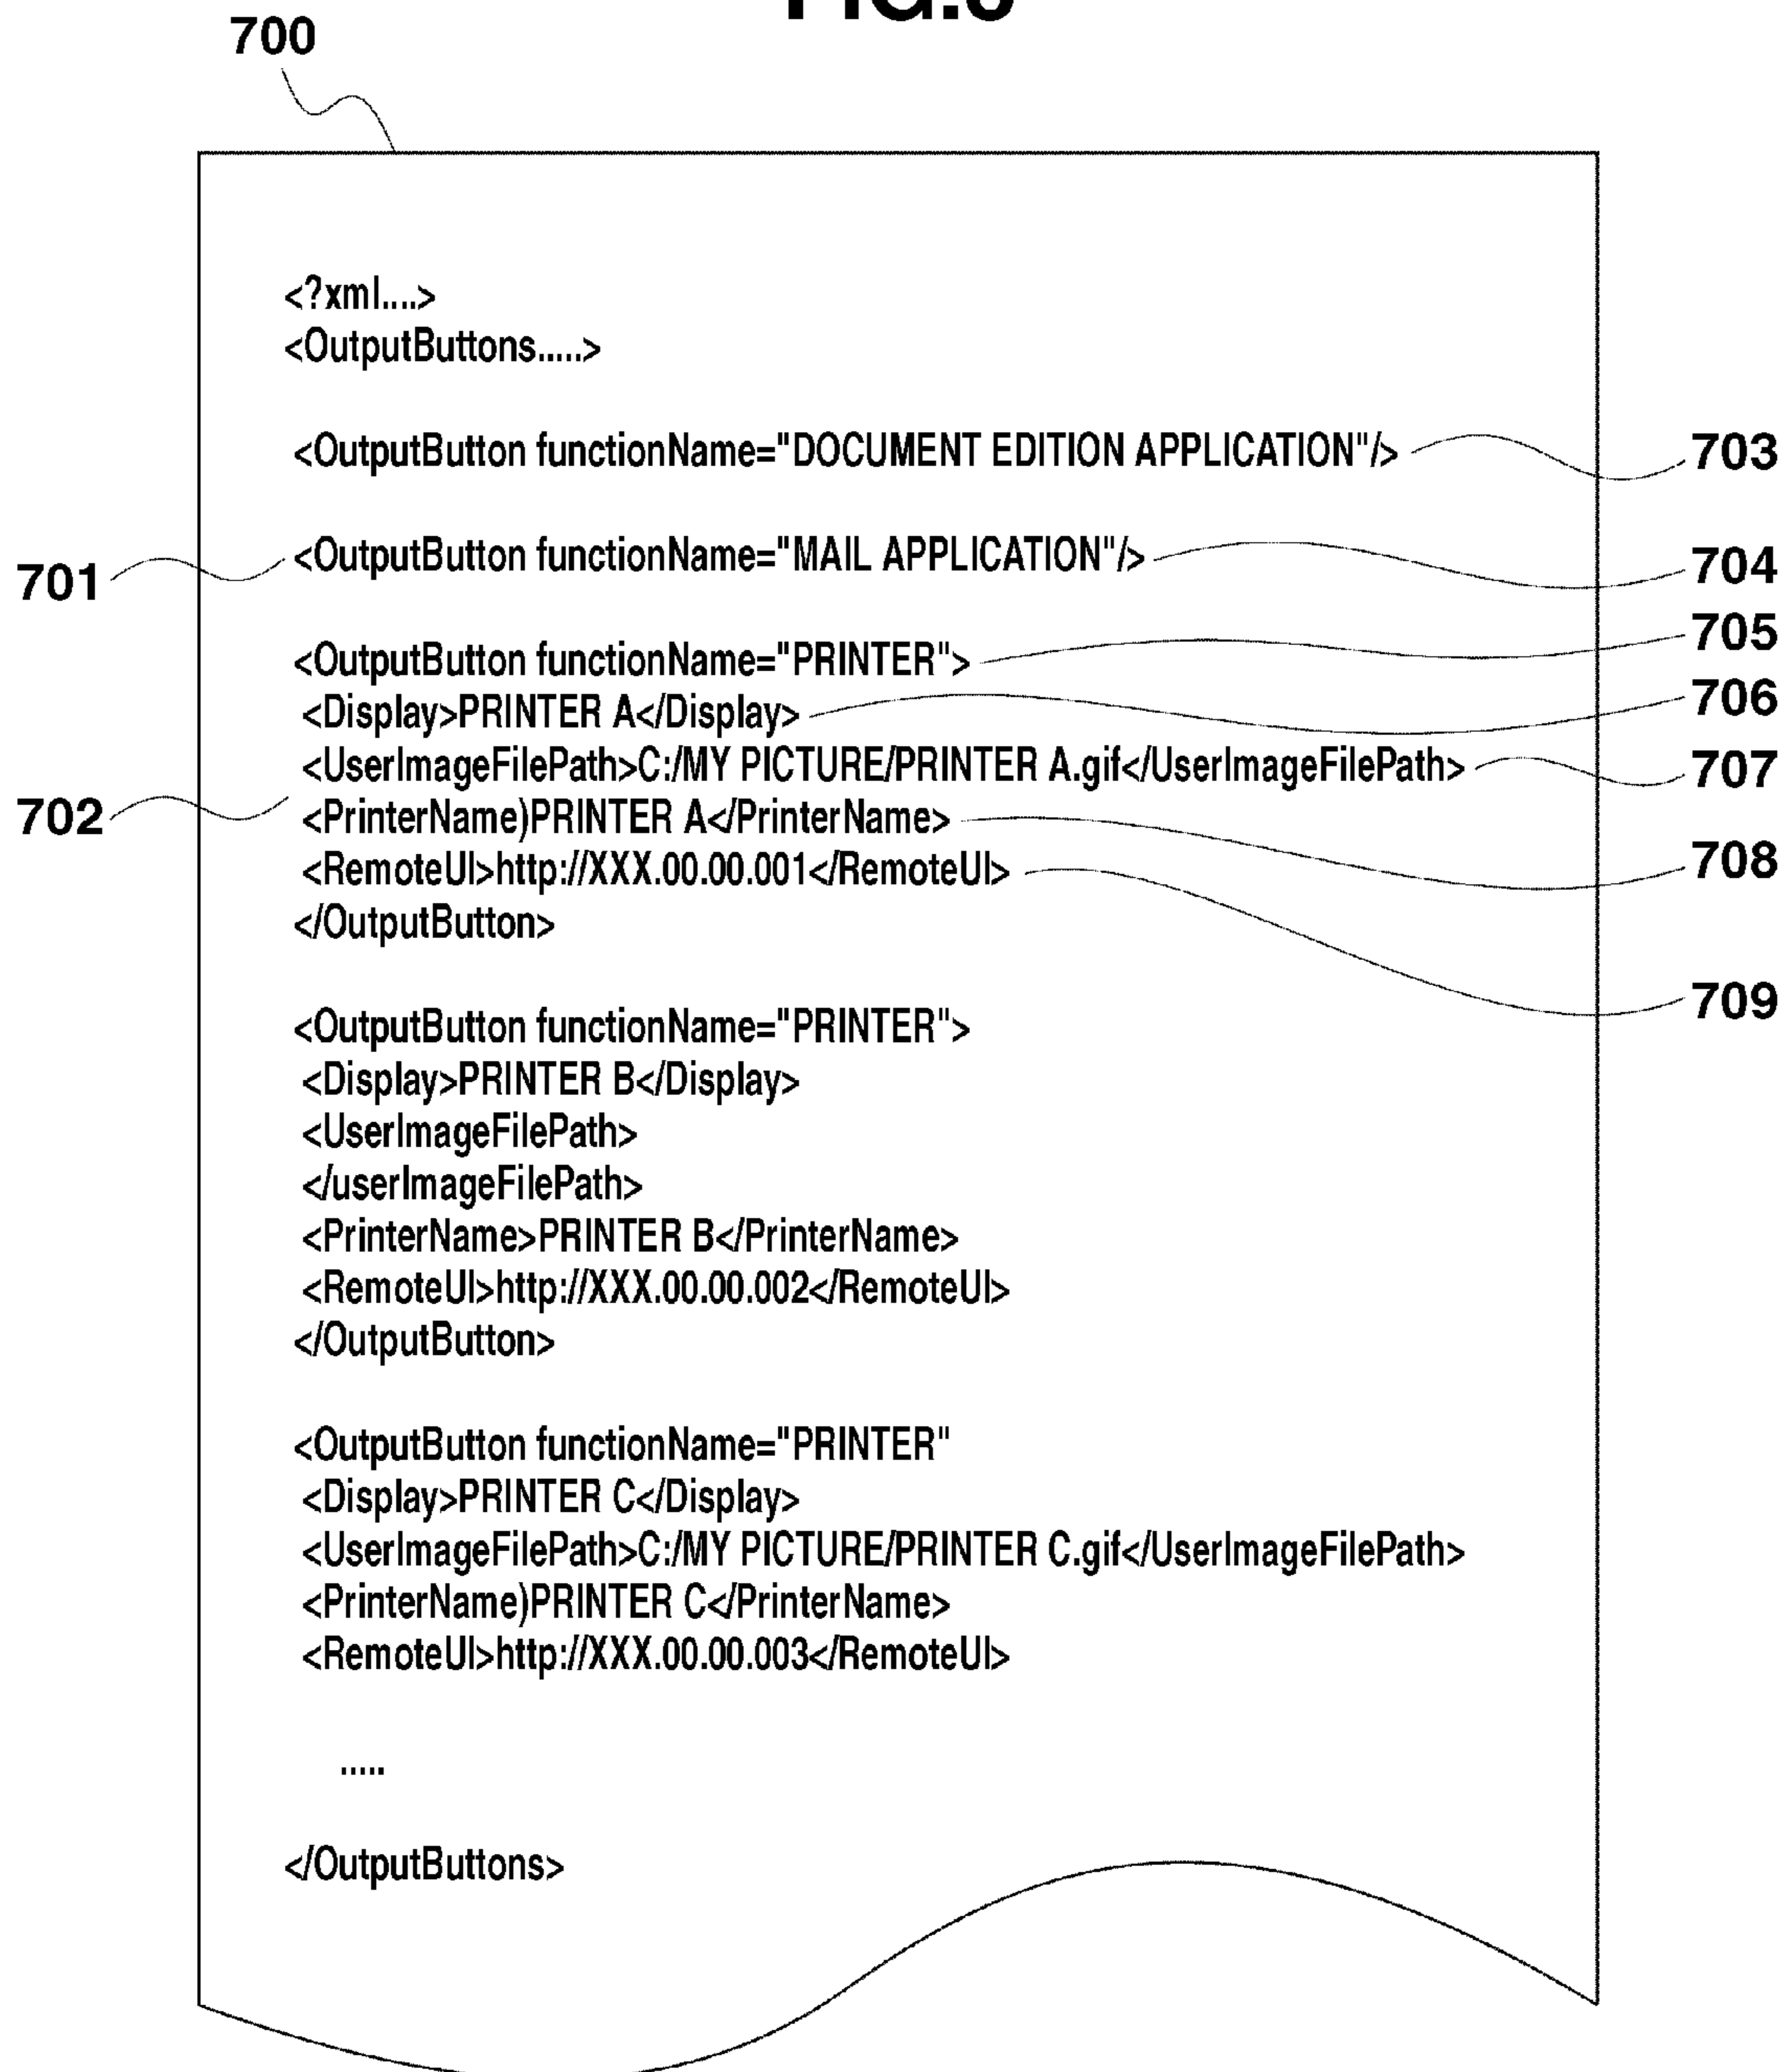 700
<?xml....>
<OutputButtons.....>
<OutputButton functionName="DOCUMENT EDITION APPLICATION"/> 703
701 <OutputButton functionName="MAIL APPLICATION"/> 704
<OutputButton functionName="PRINTER"> 705
<Display>PRINTER A</Display> 706
<UserImageFilePath>C:/MY PICTURE/PRINTER A.gif</UserImageFilePath> 707
702 <PrinterName)PRINTER A</PrinterName> 708
<RemoteUI>http://XXX.00.00.001</RemoteUI> 709
</OutputButton>
<OutputButton functionName="PRINTER">
<Display>PRINTER B</Display>
<UserImageFilePath>
</userImageFilePath>
<PrinterName>PRINTER B</PrinterName>
<RemoteUI>http://XXX.00.00.002</RemoteUI>
</OutputButton>
<OutputButton functionName="PRINTER"
<Display>PRINTER C</Display>
<UserImageFilePath>C:/MY PICTURE/PRINTER C.gif</UserImageFilePath>
<PrinterName)PRINTER C</PrinterName>
<RemoteUI>http://XXX.00.00.003</RemoteUI>
.....
</OutputButtons>